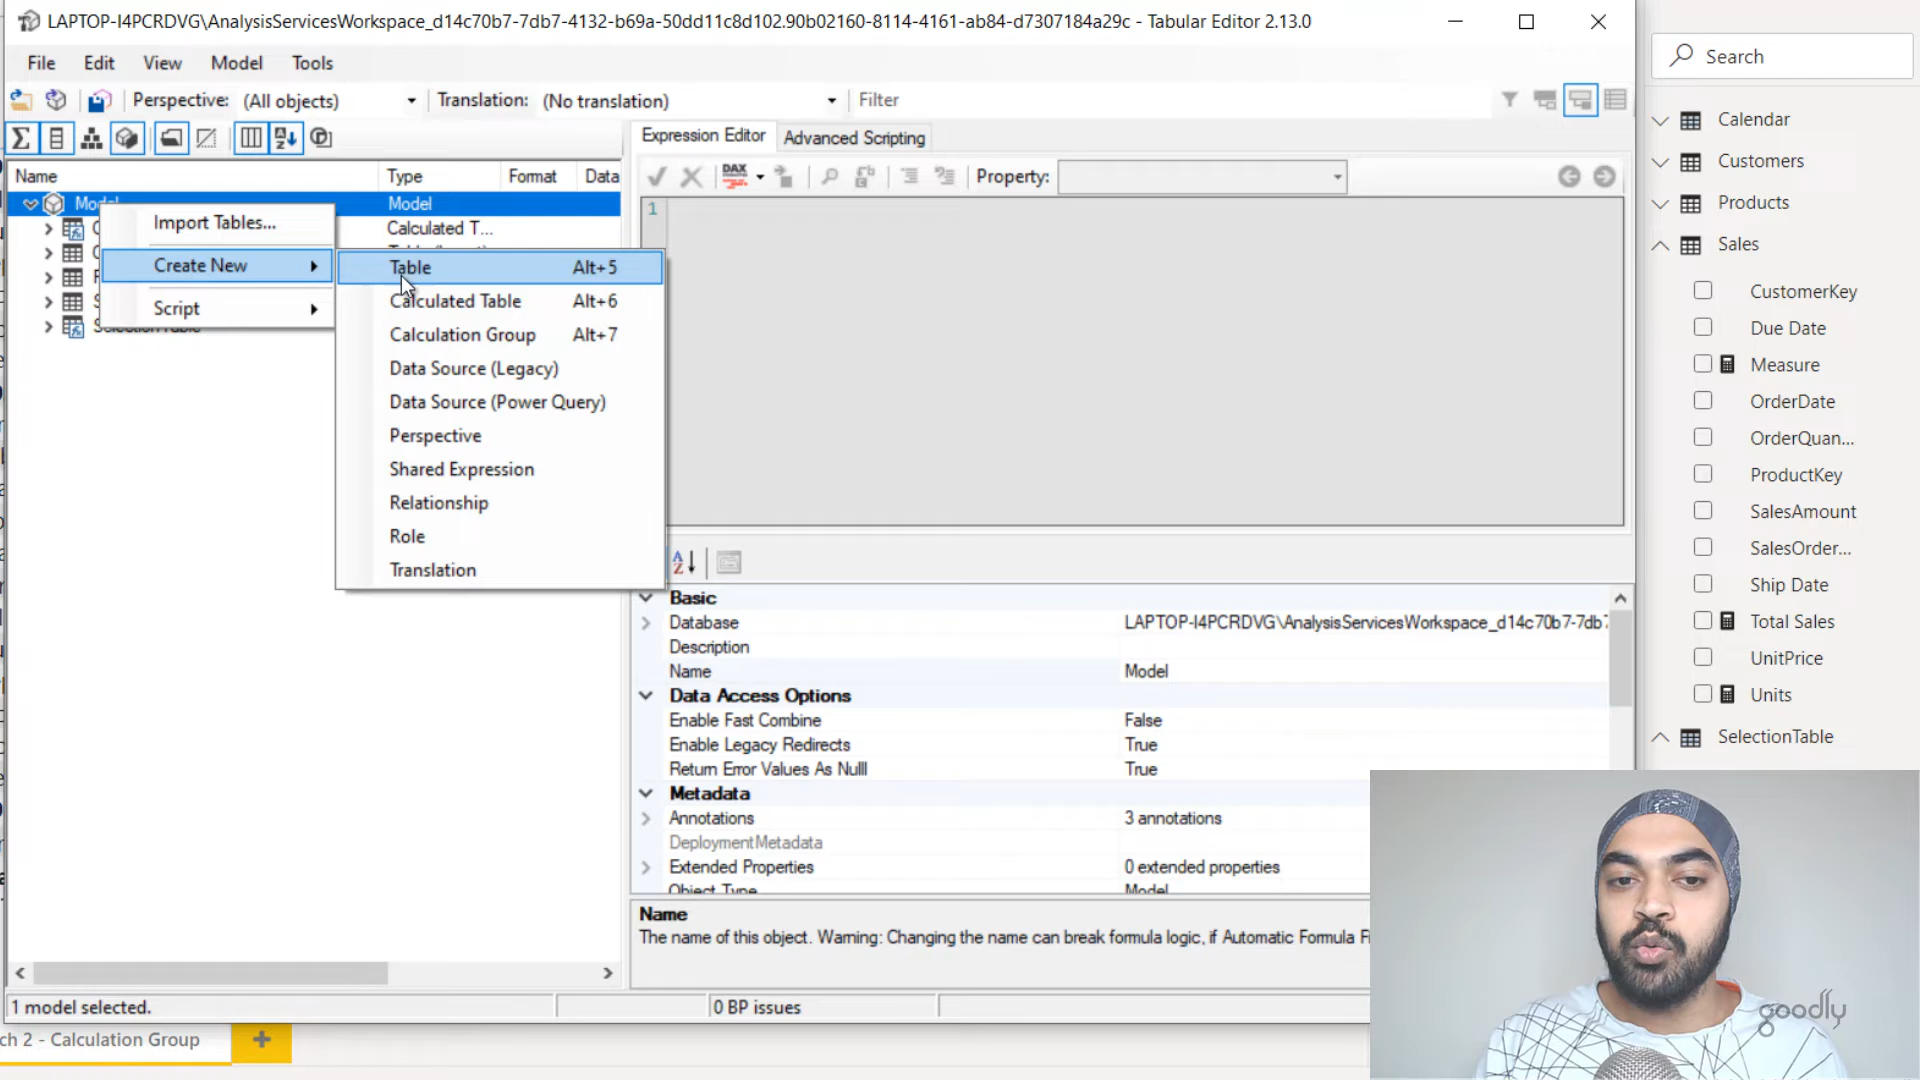 LAPTOP-I4PCRDVG\AnalysisServicesWorkspace_d14c70b7-7db7-4132-b69a-50dd11c8d102.90b02160-8114-4161-ab84-d7307184a29c - Tabular Editor 2.13.0
File Edit View Model Tools
Perspective: (All objects) Translation: (No translation) Filter
Expression Editor Advanced Scripting
Name Type Format Data
DAX Property:
Model Model
1
Calculated T...
Import Tables...
Create New
Script
Table Alt+5
Calculated Table Alt+6
Calculation Group Alt+7
Data Source (Legacy)
Data Source (Power Query)
Perspective
Shared Expression
Relationship
Role
Translation
Basic
Database LAPTOP-I4PCRDVG\AnalysisServicesWorkspace_d14c70b7-7db7
Description
Name Model
Data Access Options
Enable Fast Combine False
Enable Legacy Redirects True
Return Error Values As Nulll True
Metadata
Annotations 3 annotations
DeploymentMetadata
Extended Properties 0 extended properties
Object Type Model
Name
The name of this object. Warning: Changing the name can break formula logic, if Automatic Formula F
1 model selected. 0 BP issues
ch 2 - Calculation Group +
Search
Calendar
Customers
Products
Sales
CustomerKey
Due Date
Measure
OrderDate
OrderQuan...
ProductKey
SalesAmount
SalesOrder...
Ship Date
Total Sales
UnitPrice
Units
SelectionTable
goodly